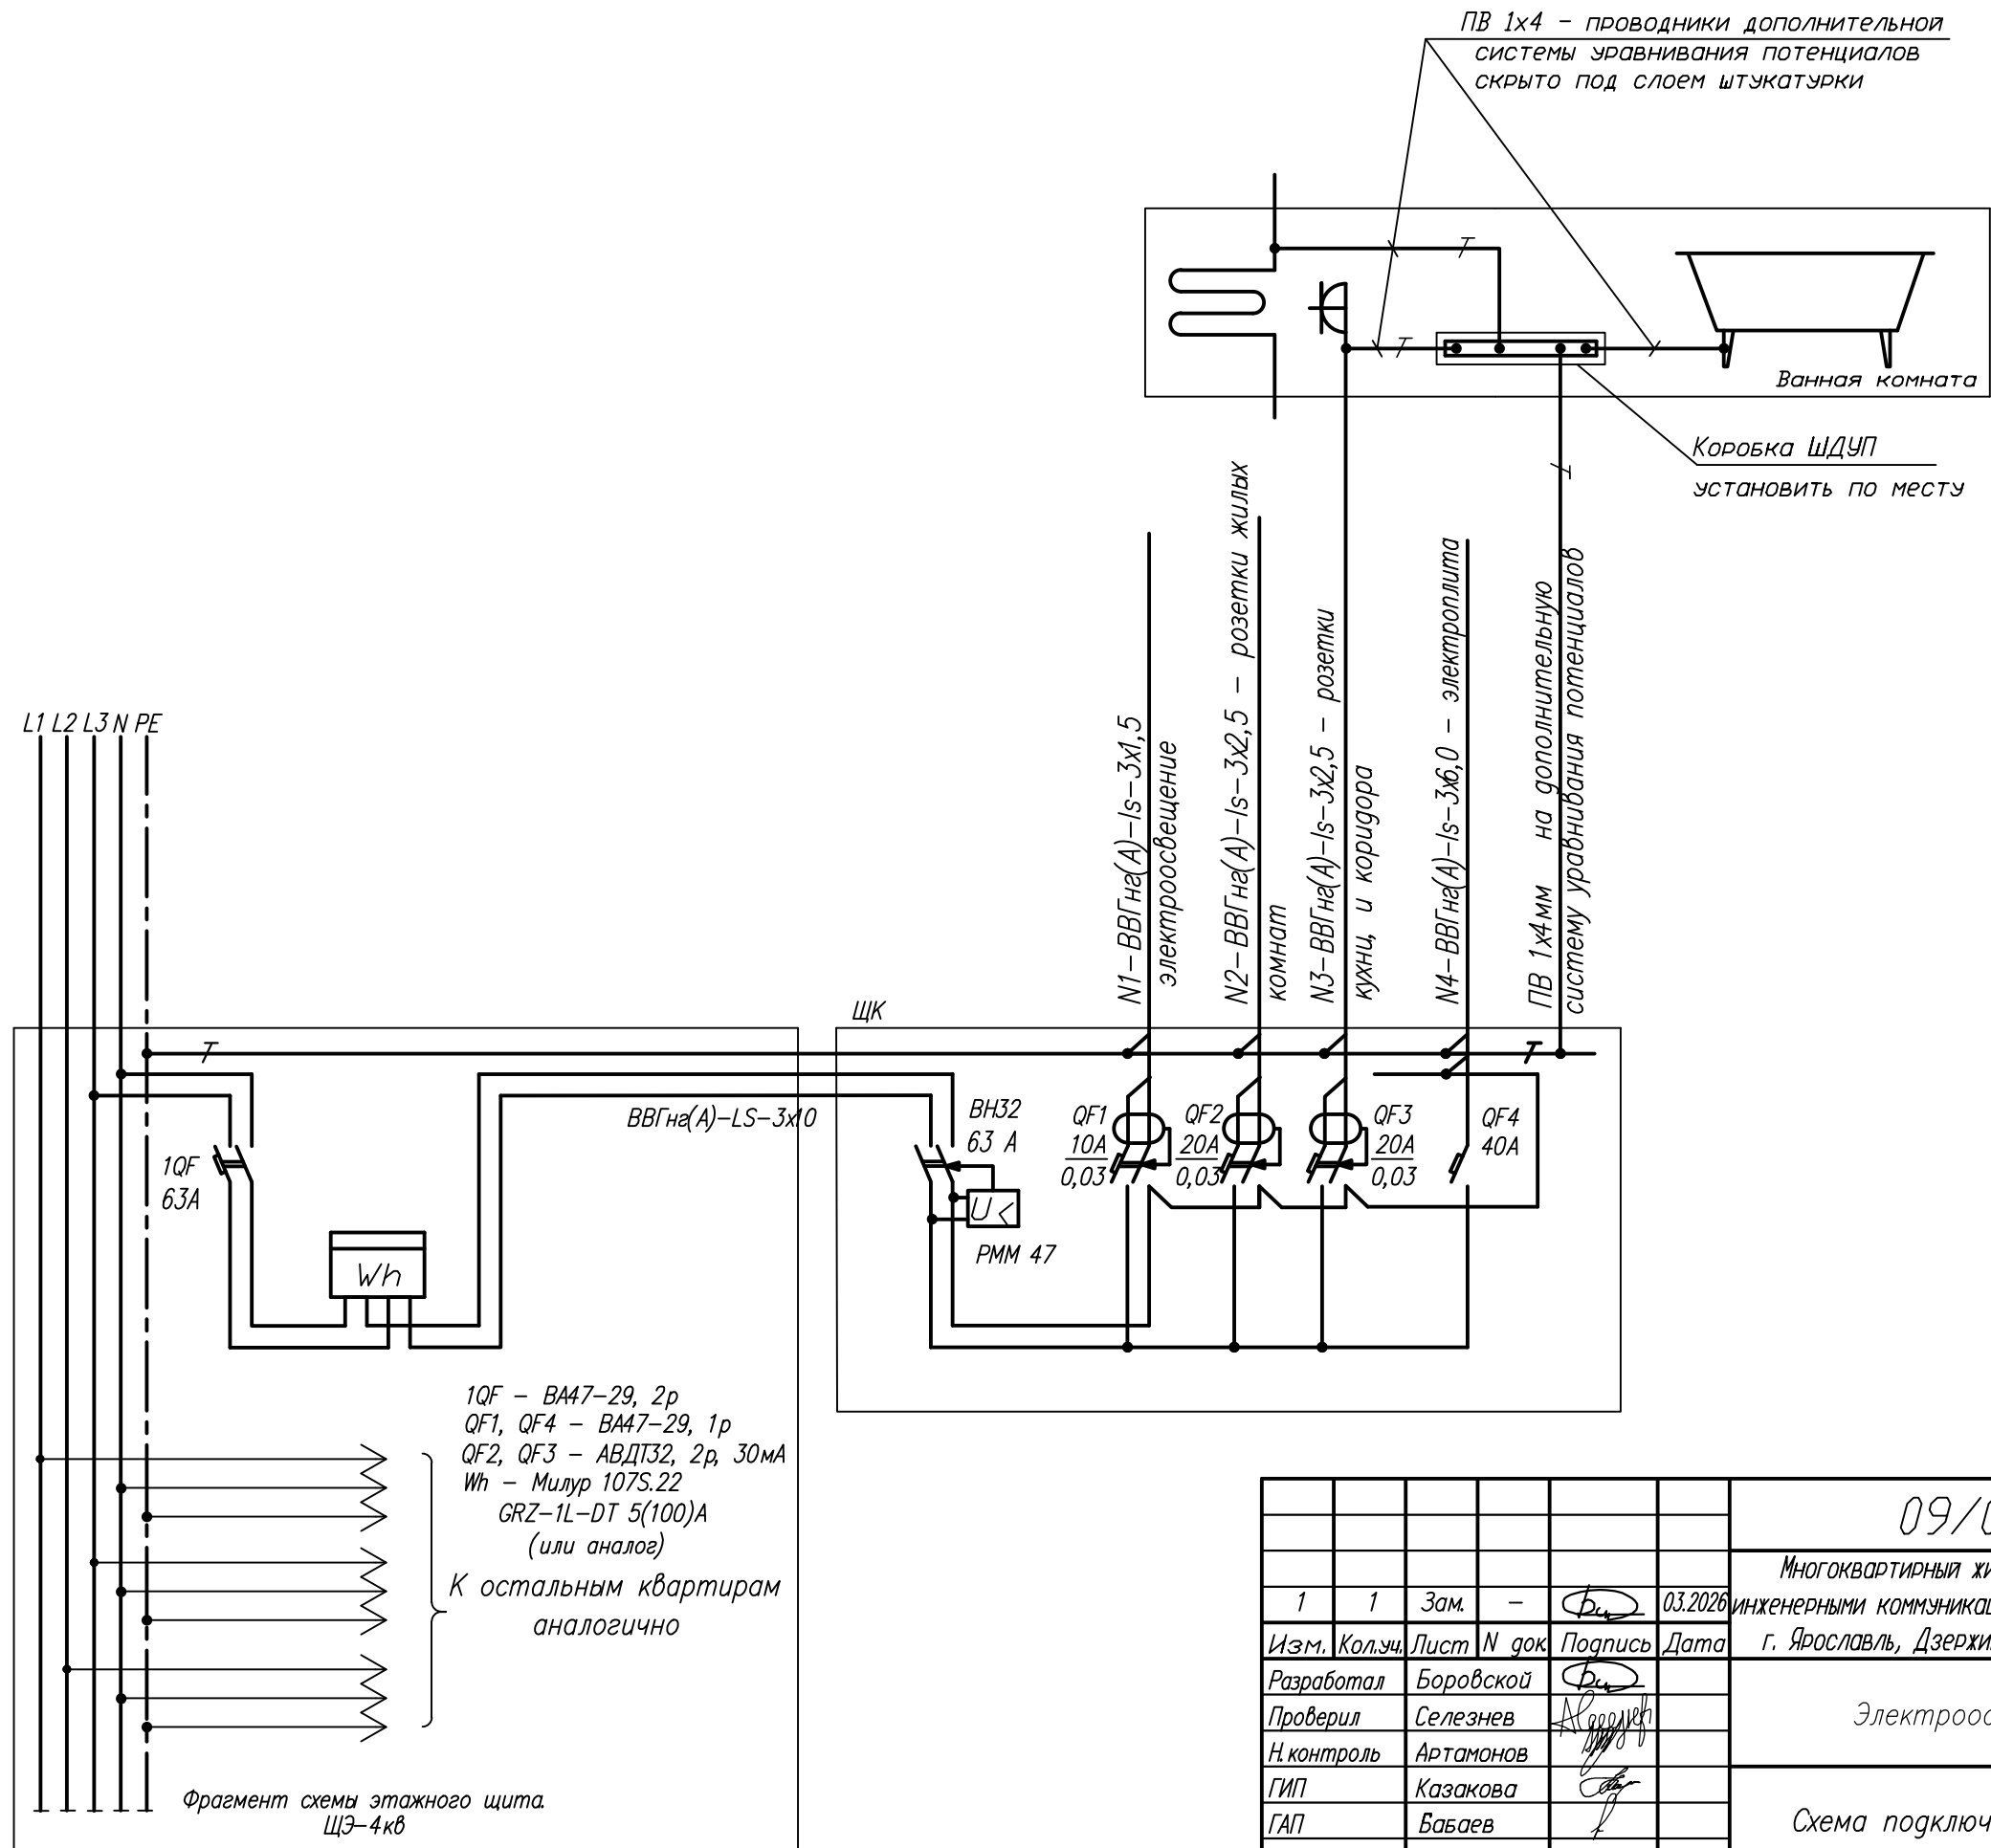 ПВ 1х4 - проводники дополнительной
системы уравнивания потенциалов
скрыто под слоем штукатурки
Ванная комната
Коробка ШДУП
установить по месту
L1 L2 L3 N PE
N1-ВВГнг(А)-ls-3х1,5
электроосвещение
N2-ВВГнг(А)-ls-3х2,5 - розетки жилых
комнат
N3-ВВГнг(А)-ls-3х2,5 - розетки
кухни, и коридора
N4-ВВГнг(А)-ls-3х6,0 - электроплита
ПВ 1х4мм на дополнительную
систему уравнивания потенциалов
ЩК
ВВГнг(А)-LS-3х10
1QF
63А
Wh
ВН32
63 А
U<
РММ 47
QF1
10А
0,03
QF2
20А
0,03
QF3
20А
0,03
QF4
40А
1QF - ВА47-29, 2р
QF1, QF4 - ВА47-29, 1р
QF2, QF3 - АВДТ32, 2р, 30мА
Wh - Милур 107S.22
GRZ-1L-DT 5(100)А
(или аналог)
К остальным квартирам
аналогично
Фрагмент схемы этажного щита.
ЩЭ-4кв
09/
Многоквартирный
1 1 Зам. - 03.2026
г. Ярославль,
Изм. Кол.уч. Лист N док Подпись Дата
Разработал Боровской
Проверил Селезнев
Н.контроль Артамонов
ГИП Казакова
ГАП Бабаев
Схема